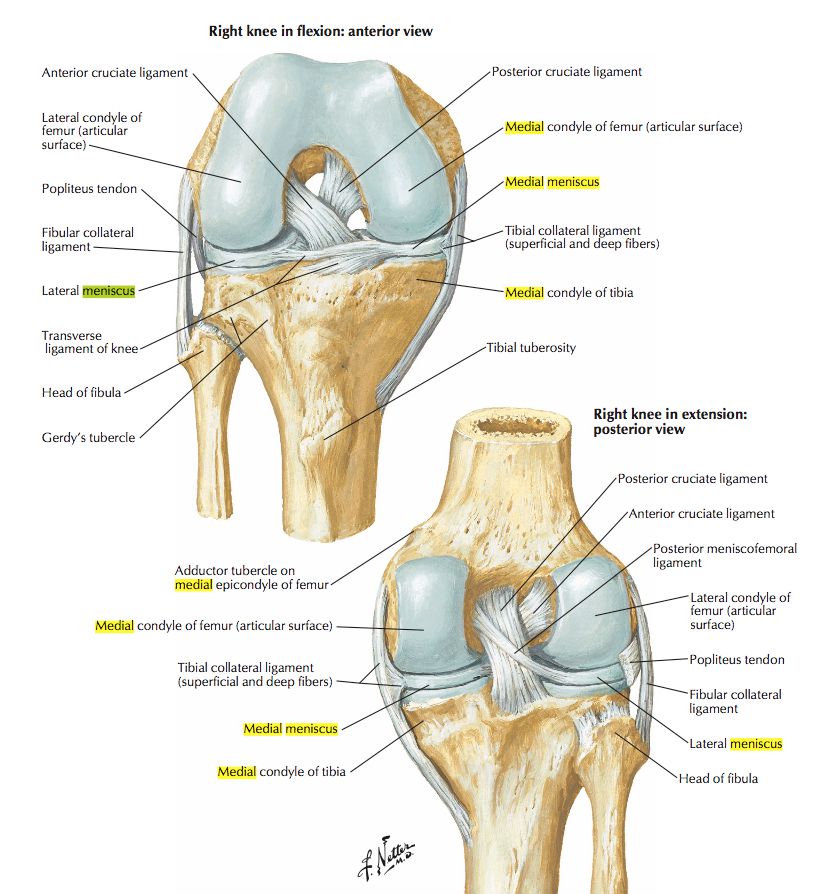 Right knee in flexion: anterior view
Anterior cruciate ligament
Posterior cruciate ligament
Lateral condyle of
femur (articular
surface)
Medial condyle of femur (articular surface)
Popliteus tendon
Medial meniscus
Fibular collateral
ligament
Tibial collateral ligament
(superficial and deep fibers)
Lateral meniscus
Medial condyle of tibia
Transverse
ligament of knee
Tibial tuberosity
Head of fibula
Gerdy's tubercle
Right knee in extension:
posterior view
Posterior cruciate ligament
Anterior cruciate ligament
Posterior meniscofemoral
ligament
Adductor tubercle on
medial epicondyle of femur
Lateral condyle of
femur (articular
surface)
Medial condyle of femur (articular surface)
Popliteus tendon
Tibial collateral ligament
(superficial and deep fibers)
Fibular collateral
ligament
Medial meniscus
Lateral meniscus
Medial condyle of tibia
Head of fibula
F. Netter
M.D.